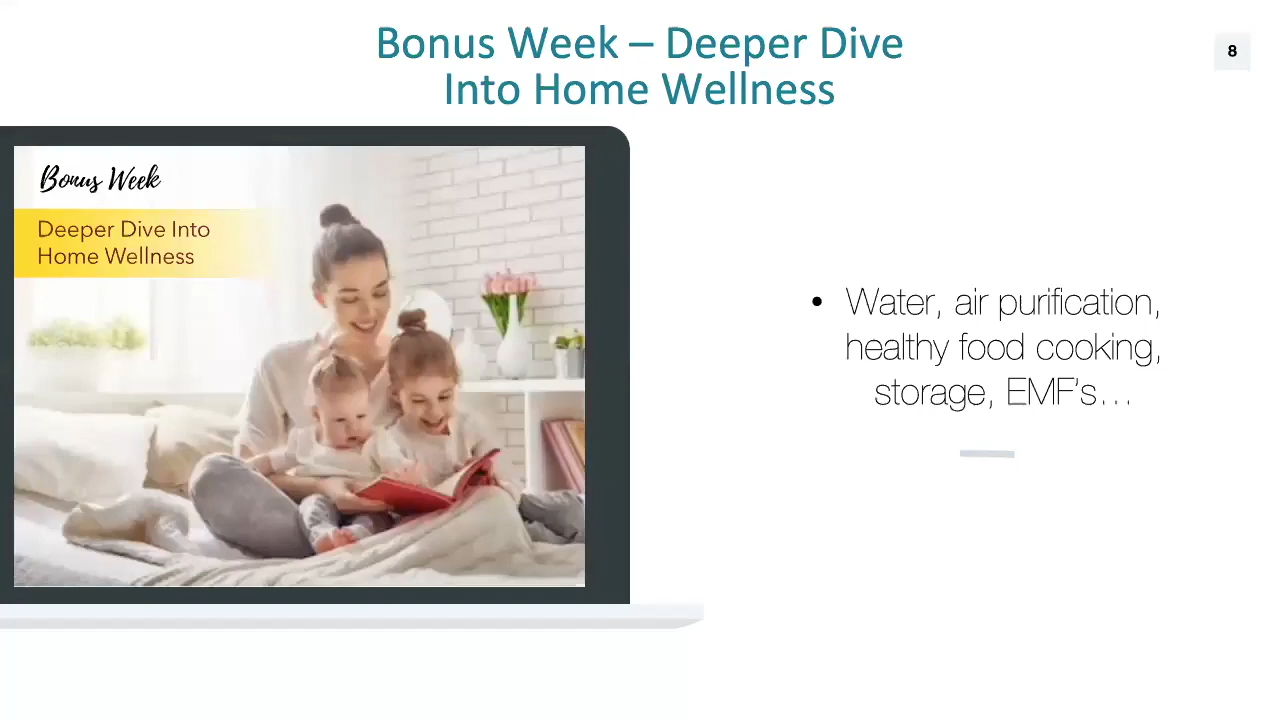 Bonus Week – Deeper Dive
Into Home Wellness
8
Bonus Week
Deeper Dive Into
Home Wellness
• Water, air purification,
healthy food cooking,
storage, EMF's…